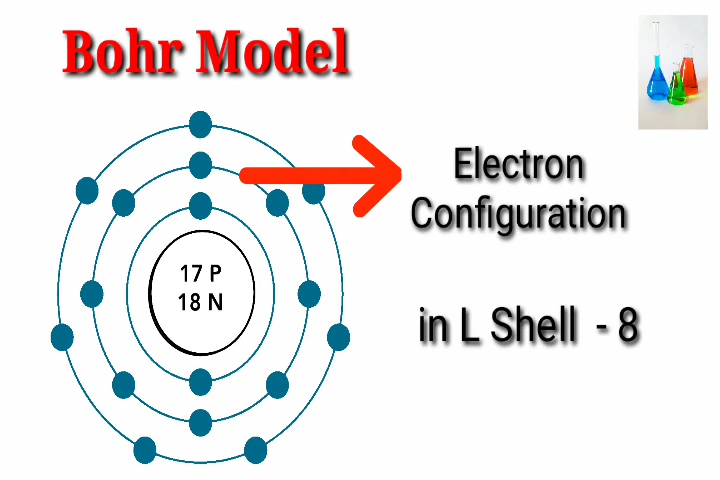 Bohr Model
Electron
Configuration
17 P
18 N
in L Shell - 8